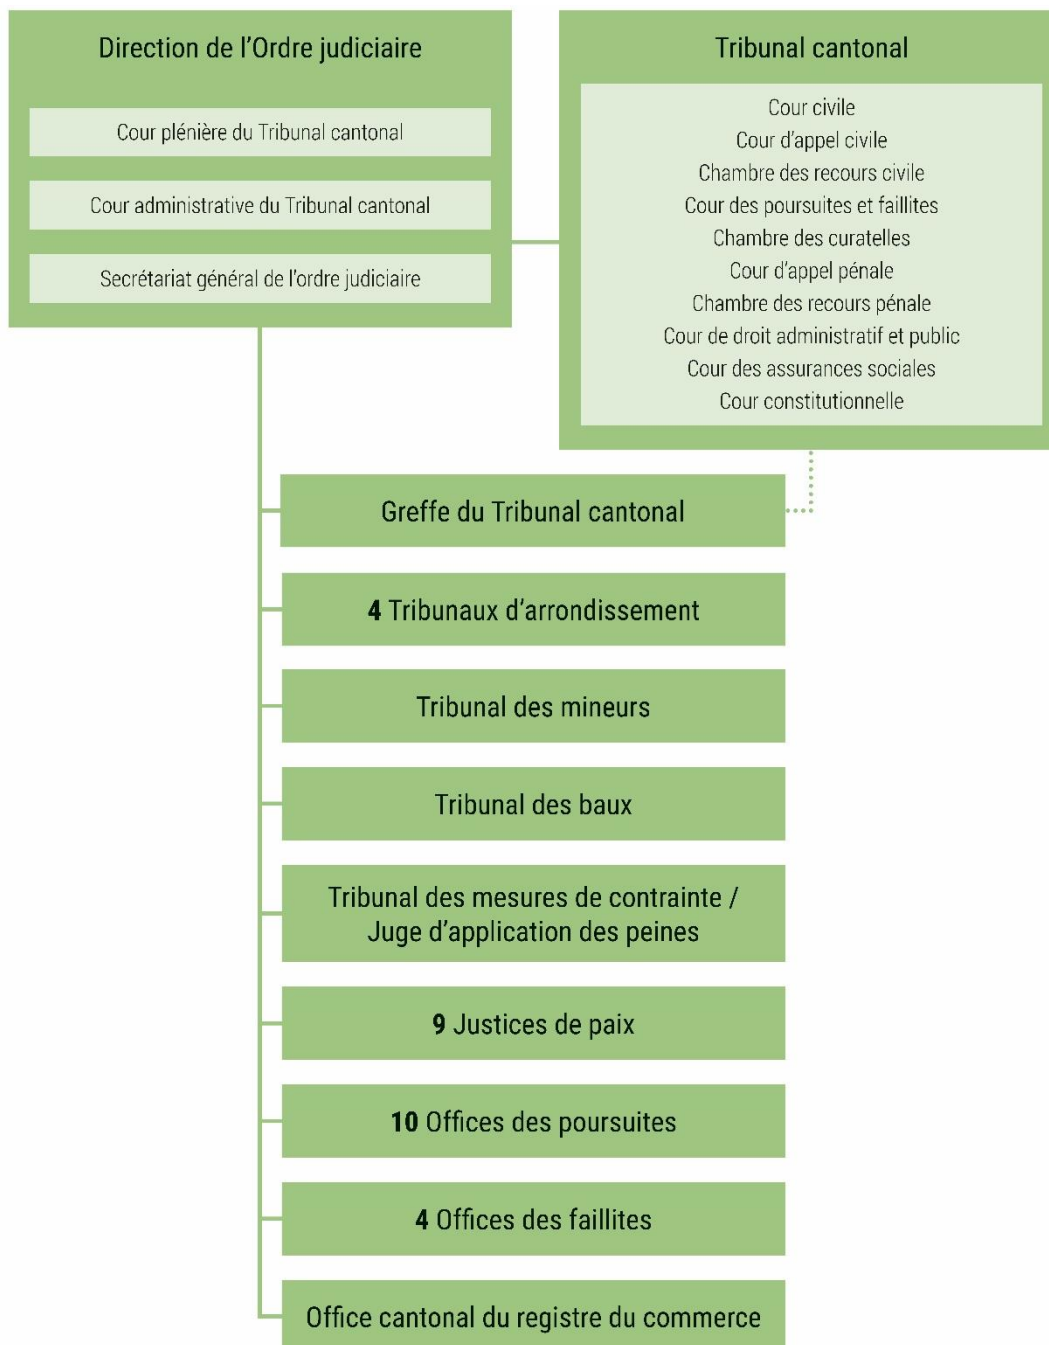 Direction de l'Ordre judiciaire
Cour plénière du Tribunal cantonal
Cour administrative du Tribunal cantonal
Secrétariat général de l'ordre judiciaire
Tribunal cantonal
Cour civile
Cour d'appel civile
Chambre des recours civile
Cour des poursuites et faillites
Chambre des curatelles
Cour d'appel pénale
Chambre des recours pénale
Cour de droit administratif et public
Cour des assurances sociales
Cour constitutionnelle
Greffe du Tribunal cantonal
4 Tribunaux d'arrondissement
Tribunal des mineurs
Tribunal des baux
Tribunal des mesures de contrainte /
Juge d'application des peines
9 Justices de paix
10 Offices des poursuites
4 Offices des faillites
Office cantonal du registre du commerce